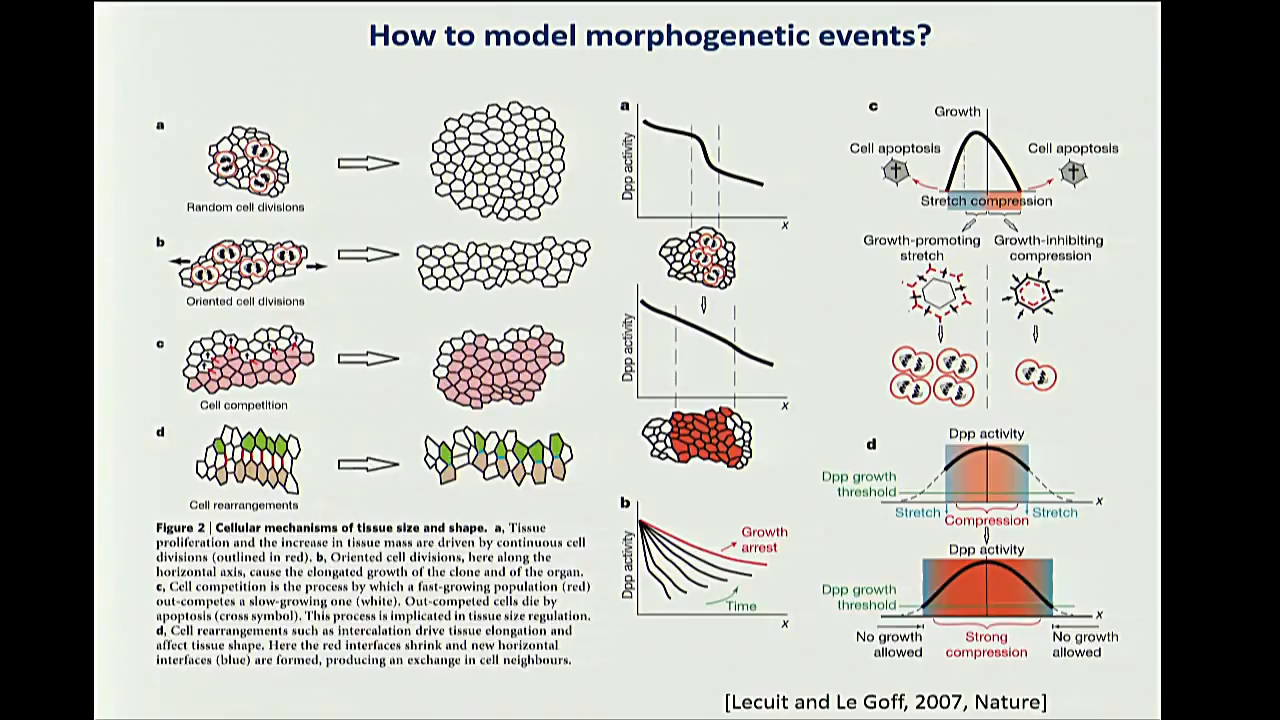 How to model morphogenetic events?
a
Random cell divisions
b
Oriented cell divisions
c
Cell competition
d
Cell rearrangements
Figure 2 | Cellular mechanisms of tissue size and shape. a, Tissue
proliferation and the increase in tissue mass are driven by continuous cell
divisions (outlined in red). b, Oriented cell divisions, here along the
horizontal axis, cause the elongated growth of the clone and of the organ.
c, Cell competition is the process by which a fast-growing population (red)
out-competes a slow-growing one (white). Out-competed cells die by
apoptosis (cross symbol). This process is implicated in tissue size regulation.
d, Cell rearrangements such as intercalation drive tissue elongation and
affect tissue shape. Here the red interfaces shrink and new horizontal
interfaces (blue) are formed, producing an exchange in cell neighbours.
a
Dpp activity
x
Dpp activity
x
b
Dpp activity
Growth
arrest
Time
x
c
Growth
Cell apoptosis
Cell apoptosis
Stretch compression
Growth-promoting
stretch
Growth-inhibiting
compression
d
Dpp activity
Dpp growth
threshold
x
Stretch
Compression
Stretch
Dpp activity
Dpp growth
threshold
x
No growth
allowed
Strong
compression
No growth
allowed
[Lecuit and Le Goff, 2007, Nature]